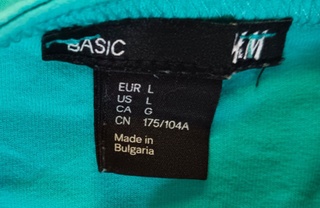 BASIC H&M
EUR L
US L
CA G
CN 175/104A
Made in
Bulgaria